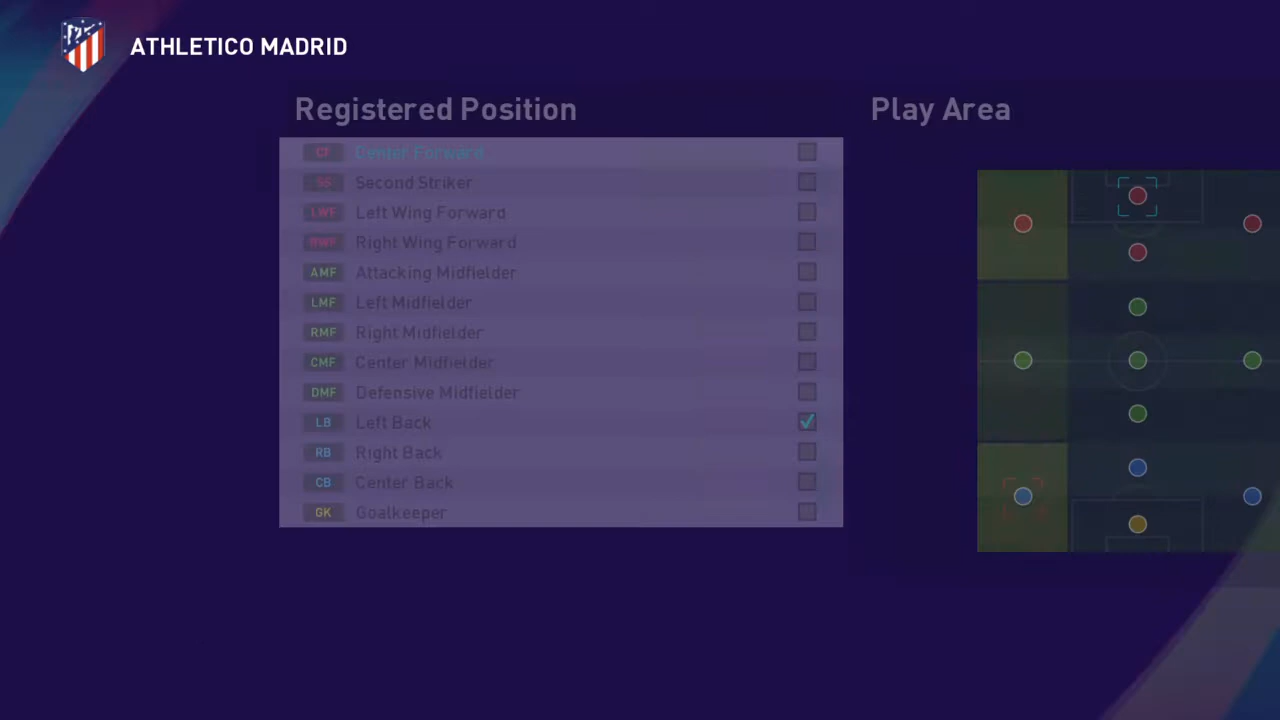 ATHLETICO MADRID
Registered Position
Play Area
CF Center Forward
SS Second Striker
LWF Left Wing Forward
RWF Right Wing Forward
AMF Attacking Midfielder
LMF Left Midfielder
RMF Right Midfielder
CMF Center Midfielder
DMF Defensive Midfielder
LB Left Back
RB Right Back
CB Center Back
GK Goalkeeper